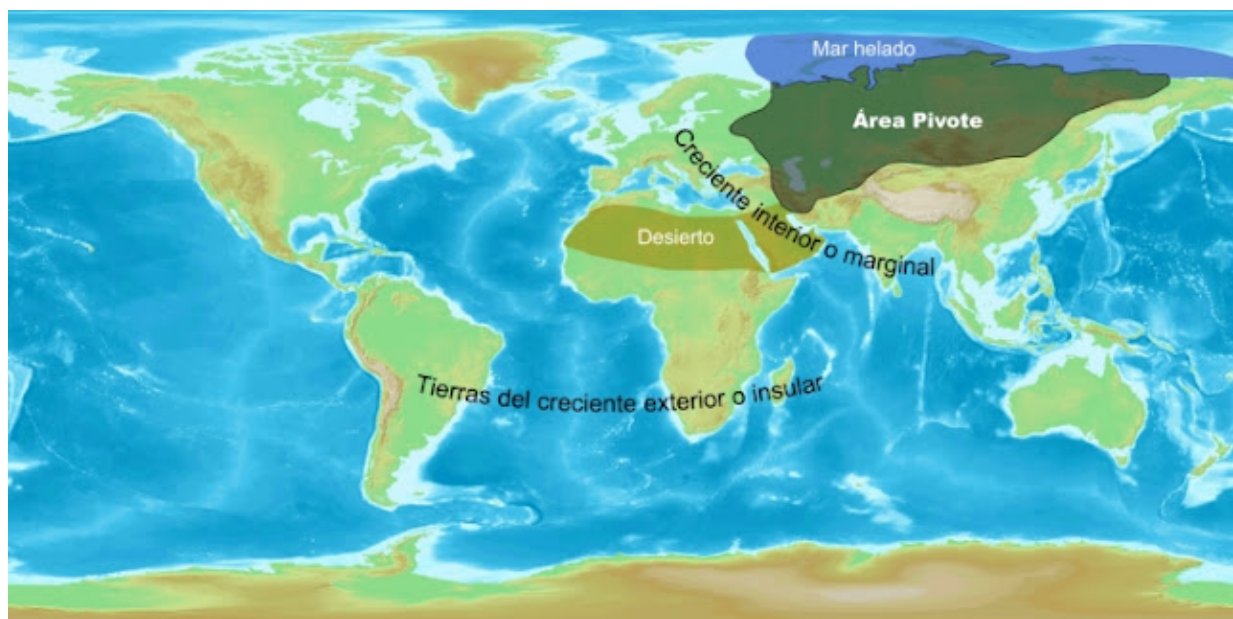 Mar helado
Área Pivote
Creciente interior o marginal
Desierto
Tierras del creciente exterior o insular